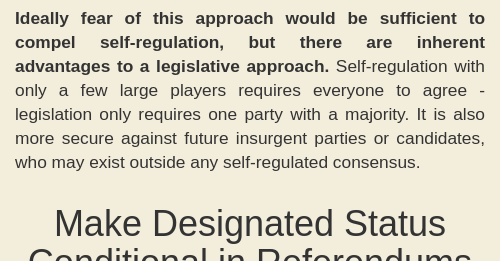 Ideally fear of this approach would be sufficient to
compel self-regulation, but there are inherent
advantages to a legislative approach. Self-regulation with
only a few large players requires everyone to agree -
legislation only requires one party with a majority. It is also
more secure against future insurgent parties or candidates,
who may exist outside any self-regulated consensus.
Make Designated Status
Conditional in Referendums